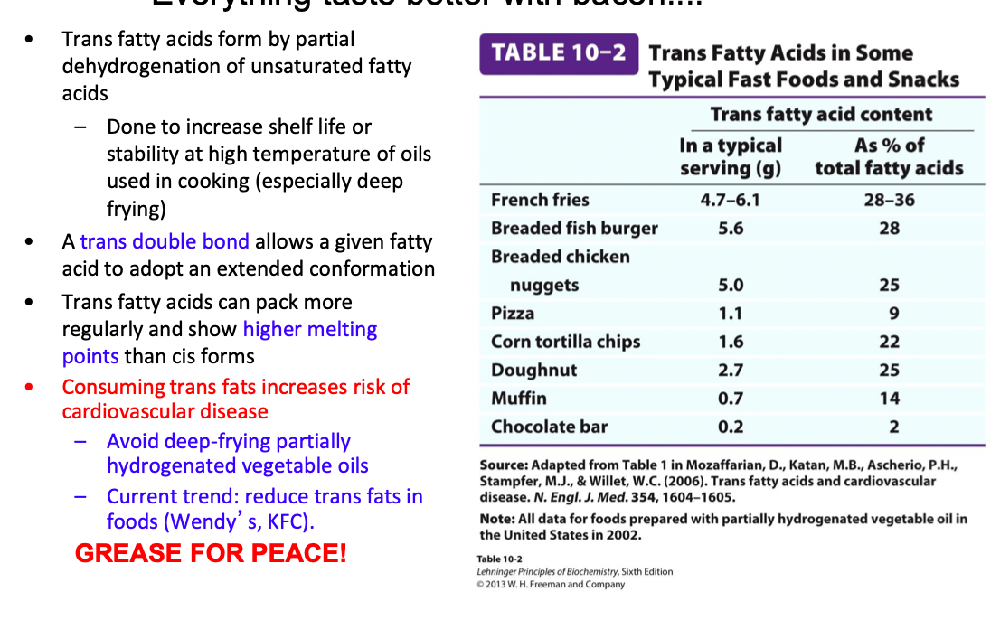 Everything taste better with bacon....
• Trans fatty acids form by partial
dehydrogenation of unsaturated fatty
acids
– Done to increase shelf life or
stability at high temperature of oils
used in cooking (especially deep
frying)
• A trans double bond allows a given fatty
acid to adopt an extended conformation
• Trans fatty acids can pack more
regularly and show higher melting
points than cis forms
• Consuming trans fats increases risk of
cardiovascular disease
– Avoid deep-frying partially
hydrogenated vegetable oils
– Current trend: reduce trans fats in
foods (Wendy's, KFC).
GREASE FOR PEACE!
TABLE 10–2 Trans Fatty Acids in Some
Typical Fast Foods and Snacks
Trans fatty acid content
In a typical As % of
serving (g) total fatty acids
French fries 4.7–6.1 28–36
Breaded fish burger 5.6 28
Breaded chicken
nuggets 5.0 25
Pizza 1.1 9
Corn tortilla chips 1.6 22
Doughnut 2.7 25
Muffin 0.7 14
Chocolate bar 0.2 2
Source: Adapted from Table 1 in Mozaffarian, D., Katan, M.B., Ascherio, P.H.,
Stampfer, M.J., & Willet, W.C. (2006). Trans fatty acids and cardiovascular
disease. N. Engl. J. Med. 354, 1604–1605.
Note: All data for foods prepared with partially hydrogenated vegetable oil in
the United States in 2002.
Table 10-2
Lehninger Principles of Biochemistry, Sixth Edition
© 2013 W. H. Freeman and Company